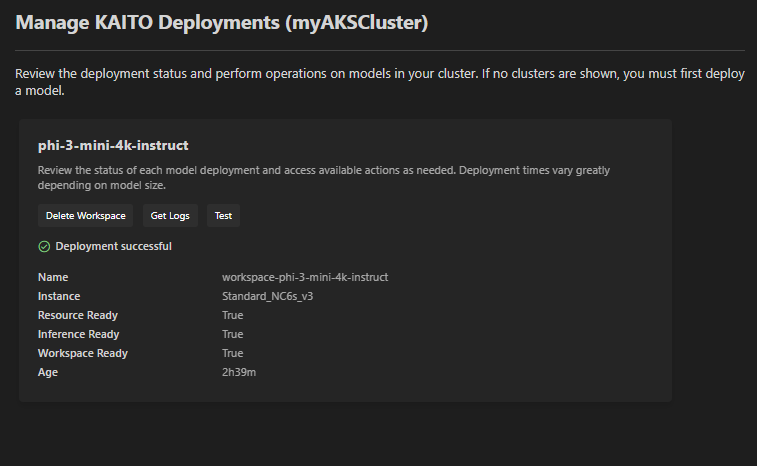 Manage KAITO Deployments (myAKSCluster)
Review the deployment status and perform operations on models in your cluster. If no clusters are shown, you must first deploy
a model.
phi-3-mini-4k-instruct
Review the status of each model deployment and access available actions as needed. Deployment times vary greatly
depending on model size.
Delete Workspace Get Logs Test
Deployment successful
Name workspace-phi-3-mini-4k-instruct
Instance Standard_NC6s_v3
Resource Ready True
Inference Ready True
Workspace Ready True
Age 2h39m